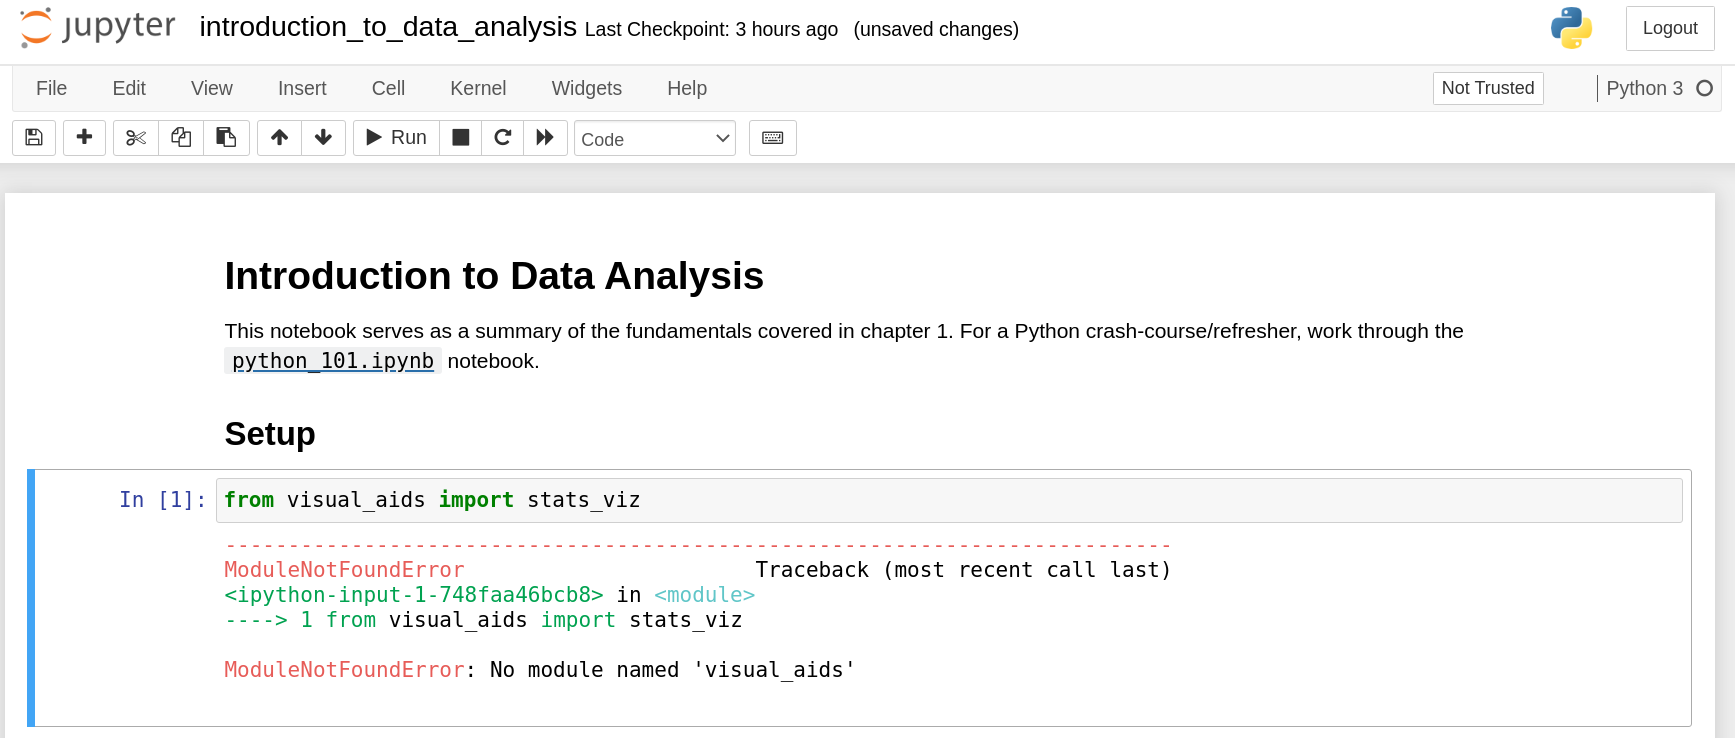 jupyter introduction_to_data_analysis Last Checkpoint: 3 hours ago (unsaved changes) Logout
File Edit View Insert Cell Kernel Widgets Help Not Trusted Python 3
Run Code
Introduction to Data Analysis
This notebook serves as a summary of the fundamentals covered in chapter 1. For a Python crash-course/refresher, work through the
python_101.ipynb notebook.
Setup
In [1]: from visual_aids import stats_viz
---------------------------------------------------------------------------
ModuleNotFoundError                       Traceback (most recent call last)
<ipython-input-1-748faa46bcb8> in <module>
----> 1 from visual_aids import stats_viz
ModuleNotFoundError: No module named 'visual_aids'